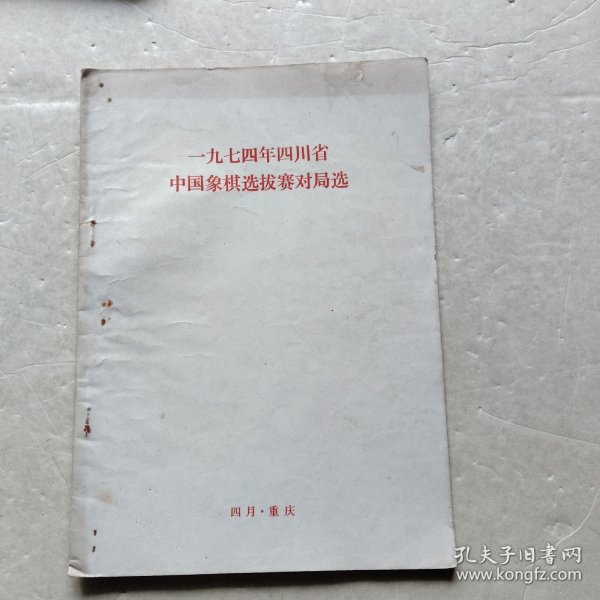 一九七四年四川省
中国象棋选拔赛对局选
四月·重庆
孔夫子旧书网
www.kongfz.com